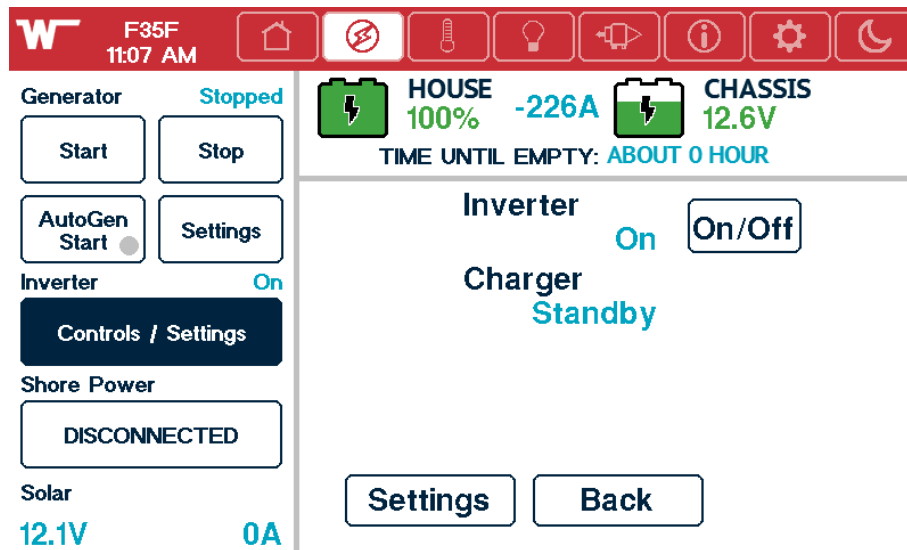 F35F
11:07 AM
Generator Stopped
Start Stop
AutoGen Start Settings
Inverter On
Controls / Settings
Shore Power
DISCONNECTED
Solar
12.1V 0A
HOUSE CHASSIS
100% -226A 12.6V
TIME UNTIL EMPTY: ABOUT 0 HOUR
Inverter
On On/Off
Charger
Standby
Settings Back